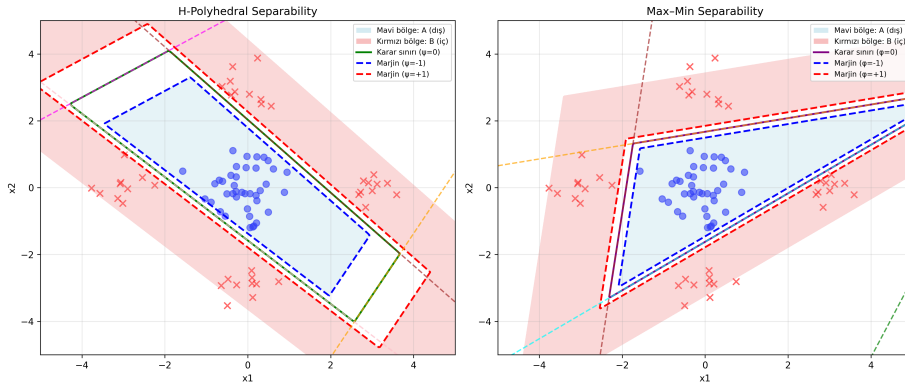 H-Polyhedral Separability
Mavi bölge: A (dış)
Kırmızı bölge: B (iç)
Karar sınırı (φ=0)
Marjin (φ=-1)
Marjin (φ=+1)
x2
4
2
0
−2
−4
−4
−2
0
2
4
x1
Max–Min Separability
Mavi bölge: A (dış)
Kırmızı bölge: B (iç)
Karar sınırı (φ=0)
Marjin (φ=-1)
Marjin (φ=+1)
x2
4
2
0
−2
−4
−4
−2
0
2
4
x1